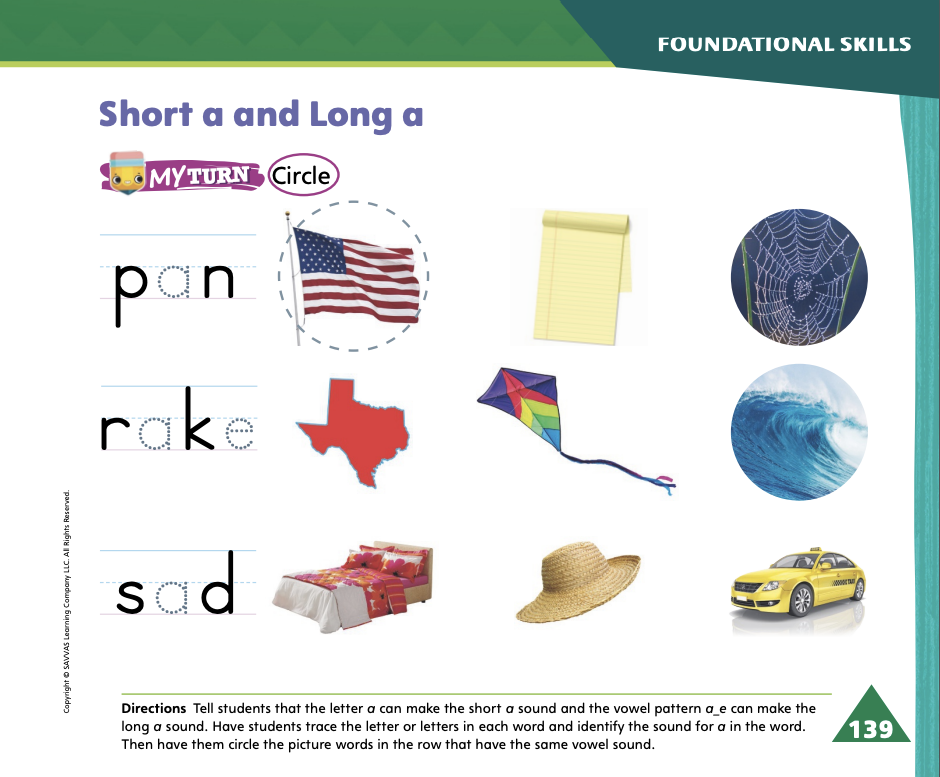 FOUNDATIONAL SKILLS
Short a and Long a
MY TURN Circle
pan
rake
sad
Directions Tell students that the letter a can make the short a sound and the vowel pattern a_e can make the
long a sound. Have students trace the letter or letters in each word and identify the sound for a in the word.
Then have them circle the picture words in the row that have the same vowel sound.
139
Copyright © SAVVAS Learning Company LLC. All Rights Reserved.